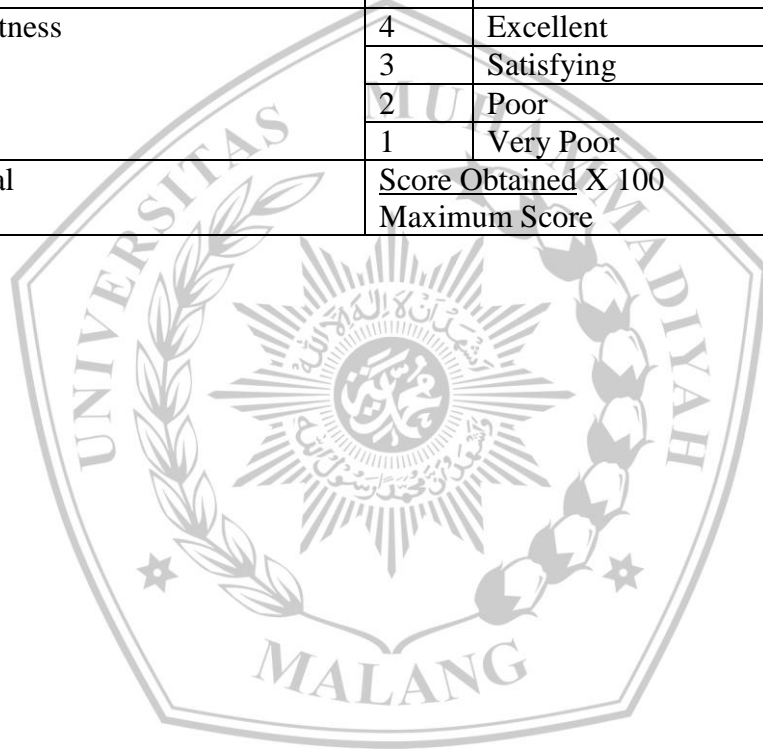 tness 4 Excellent
3 Satisfying
2 Poor
1 Very Poor
al Score Obtained X 100
Maximum Score
UNIVERSITAS MUHAMMADIYAH
MALANG